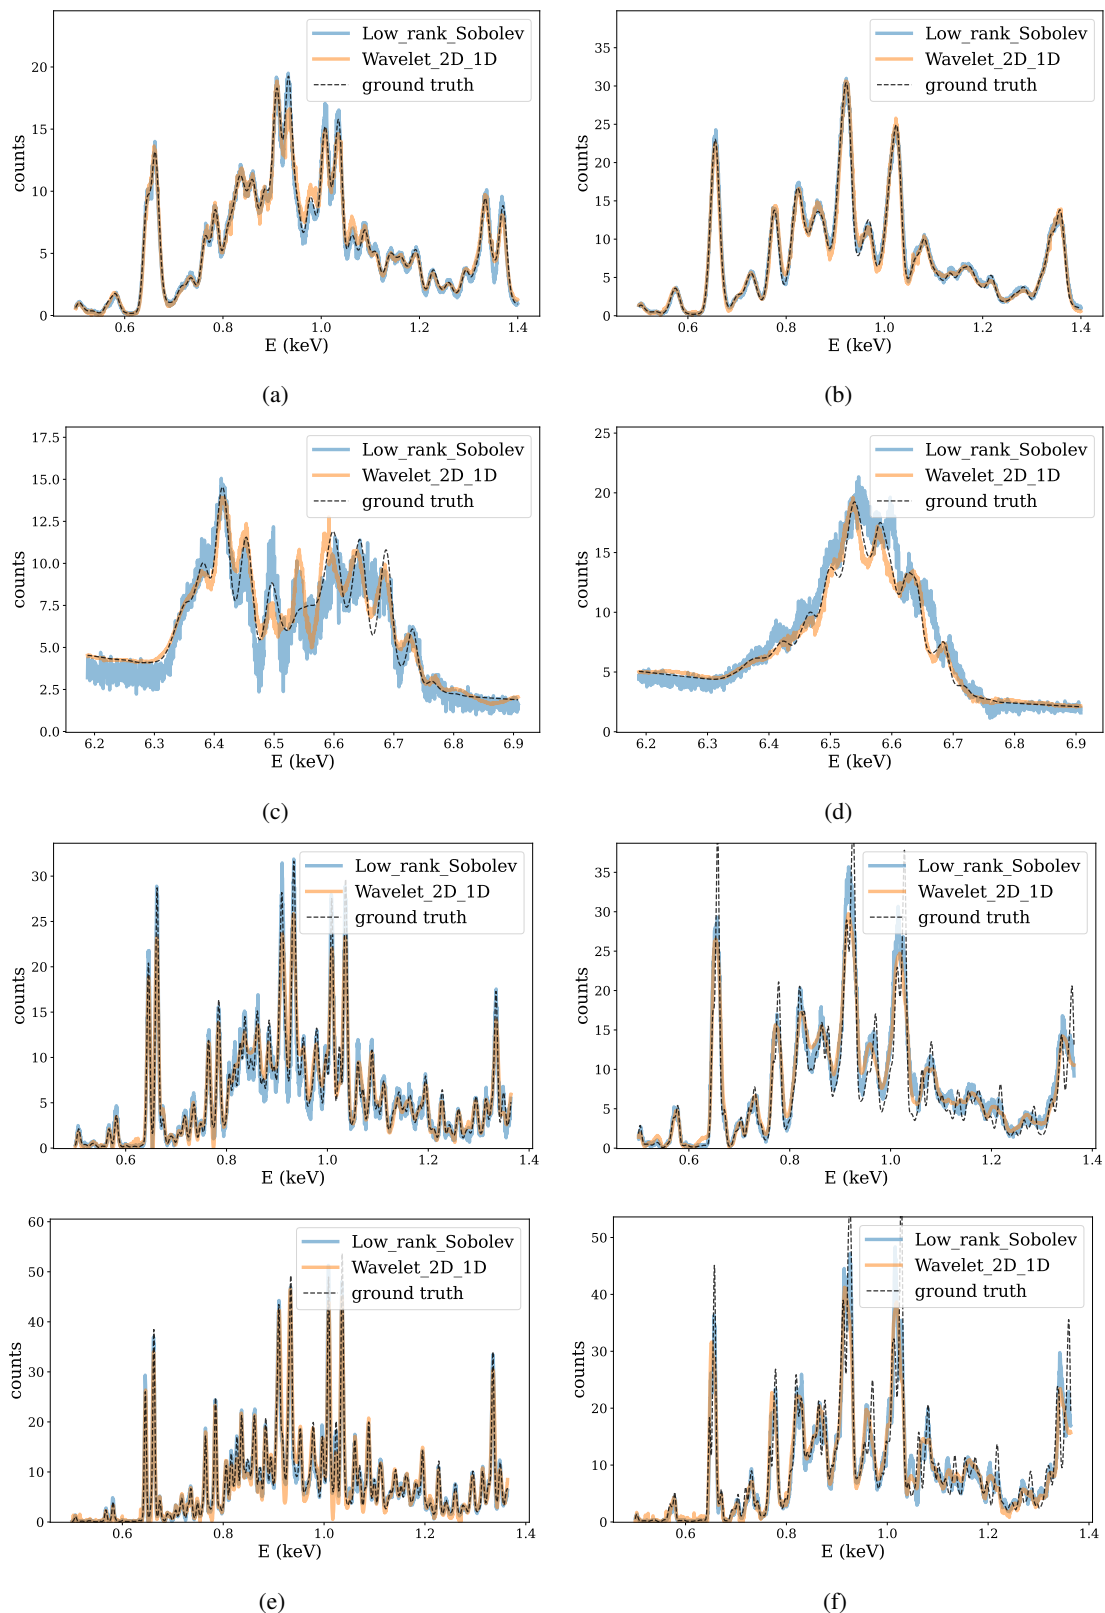 Low_rank_Sobolev
Wavelet_2D_1D
ground truth
counts
20
15
10
5
0
0.6 0.8 1.0 1.2 1.4
E (keV)
(a)
Low_rank_Sobolev
Wavelet_2D_1D
ground truth
counts
35
30
25
20
15
10
5
0
0.6 0.8 1.0 1.2 1.4
E (keV)
(b)
Low_rank_Sobolev
Wavelet_2D_1D
ground truth
counts
17.5
15.0
12.5
10.0
7.5
5.0
2.5
0.0
6.2 6.3 6.4 6.5 6.6 6.7 6.8 6.9
E (keV)
(c)
Low_rank_Sobolev
Wavelet_2D_1D
ground truth
counts
25
20
15
10
5
0
6.2 6.3 6.4 6.5 6.6 6.7 6.8 6.9
E (keV)
(d)
Low_rank_Sobolev
Wavelet_2D_1D
ground truth
counts
30
25
20
15
10
5
0
0.6 0.8 1.0 1.2 1.4
E (keV)
Low_rank_Sobolev
Wavelet_2D_1D
ground truth
counts
35
30
25
20
15
10
5
0
0.6 0.8 1.0 1.2 1.4
E (keV)
Low_rank_Sobolev
Wavelet_2D_1D
ground truth
counts
60
50
40
30
20
10
0
0.6 0.8 1.0 1.2 1.4
E (keV)
(e)
Low_rank_Sobolev
Wavelet_2D_1D
ground truth
counts
50
40
30
20
10
0
0.6 0.8 1.0 1.2 1.4
E (keV)
(f)